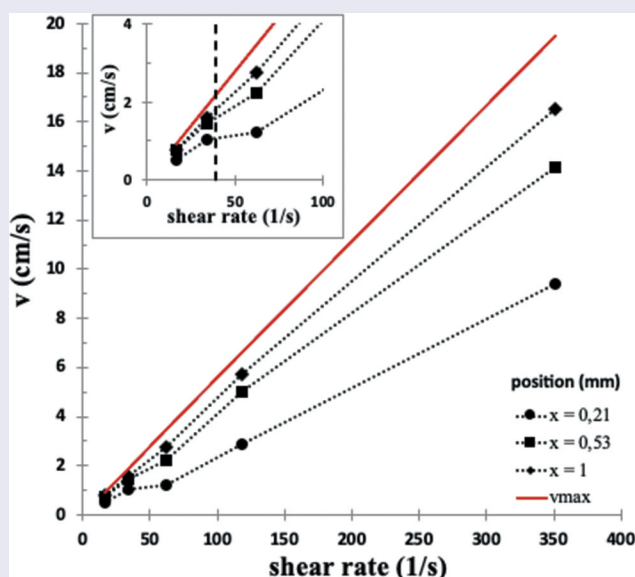 20
18
16
14
12
10
8
6
4
2
0
v (cm/s)
0 50 100 150 200 250 300 350 400
shear rate (1/s)
4
2
0
v (cm/s)
0 50 100
shear rate (1/s)
position (mm)
x = 0,21
x = 0,53
x = 1
vmax